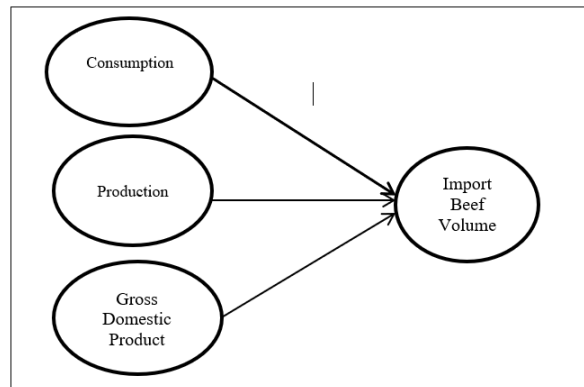 Consumption
Production
Gross
Domestic
Product
Import
Beef
Volume